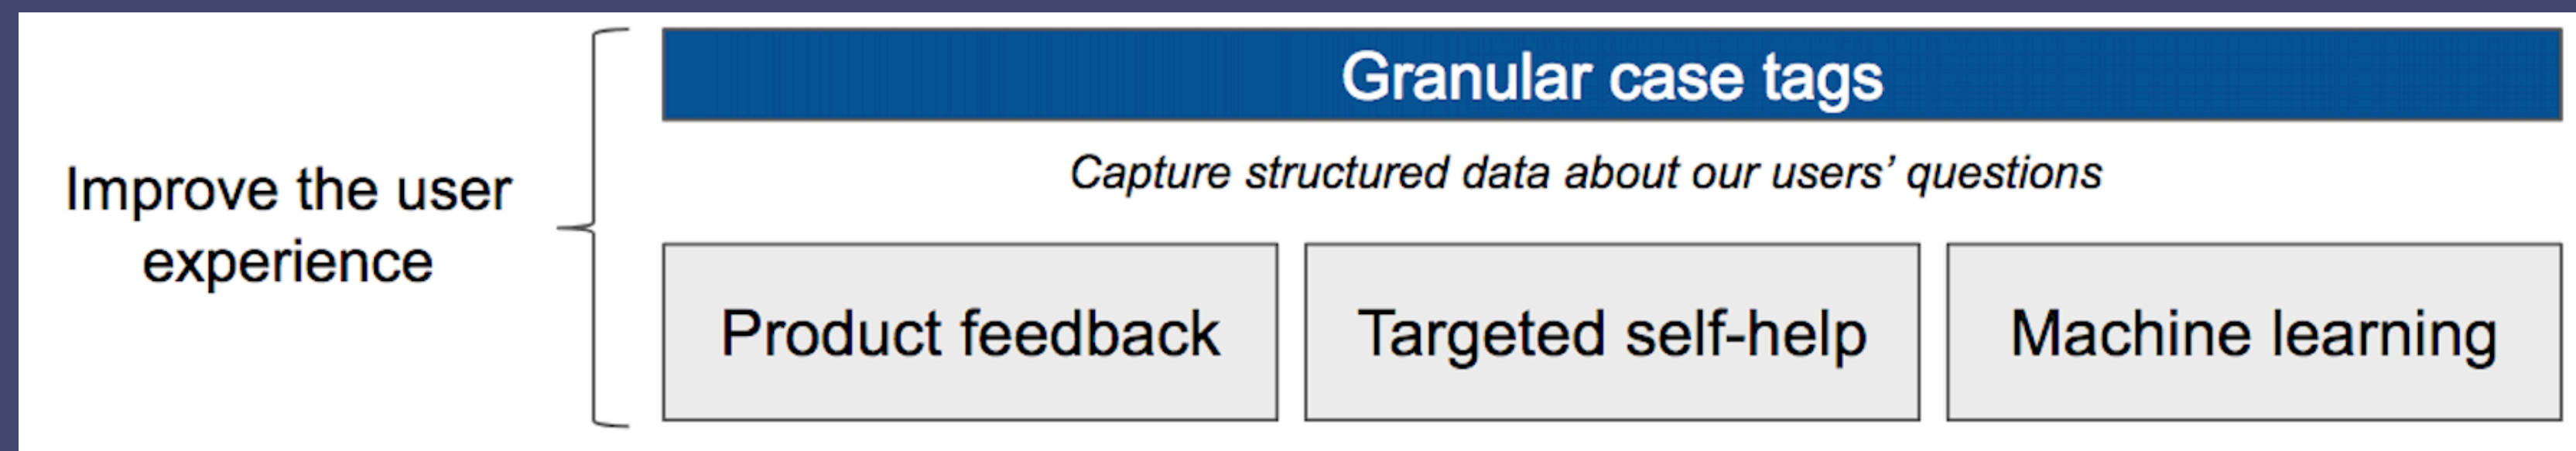 Granular case tags
Capture structured data about our users’ questions
Improve the user
experience
Product feedback
Targeted self-help
Machine learning